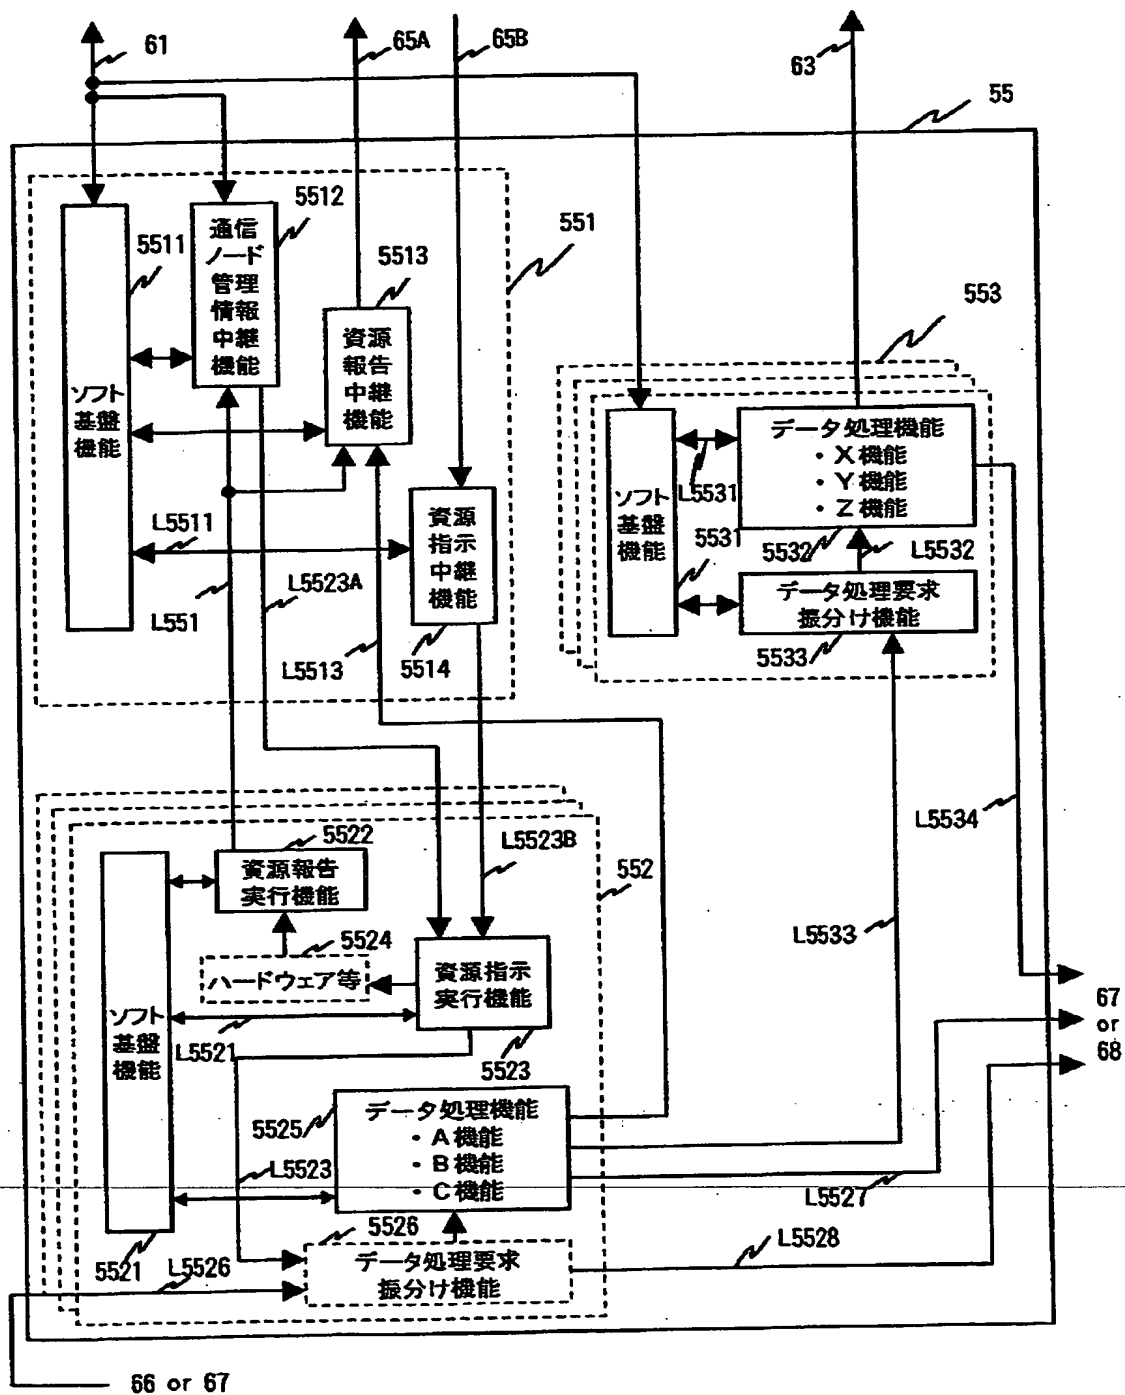 61
65A
65B
63
55
5512
通信
ノード
管理
情報
中継
機能
5511
551
5513
資源
報告
中継
機能
553
ソフト
基盤
機能
データ処理機能
・X機能
・Y機能
・Z機能
L5531
ソフト
基盤
機能
5531
5532
L5532
L5511
資源
指示
中継
機能
データ処理要求
振分け機能
L5523A
L551
L5513
5514
5533
L5534
5522
L5523B
552
資源報告
実行機能
L5533
5524
ハードウェア等
資源指示
実行機能
67
or
68
ソフト
基盤
機能
L5521
5523
5525
データ処理機能
・A機能
・B機能
・C機能
L5523
L5527
5526
L5528
5521
L5526
データ処理要求
振分け機能
66 or 67